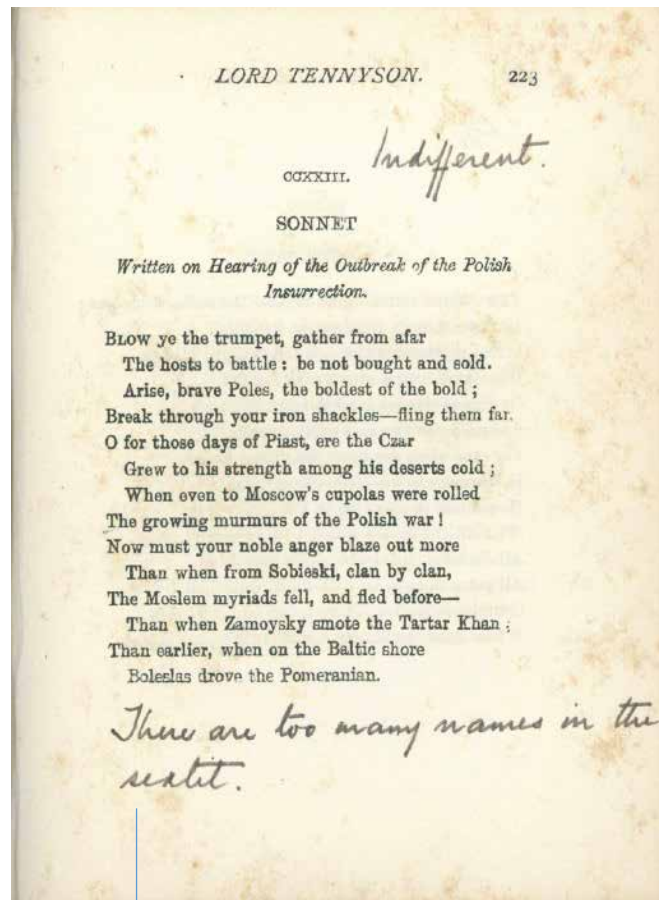 LORD TENNYSON. 223
Indifferent.
CCXXIII.
SONNET
Written on Hearing of the Outbreak of the Polish
Insurrection.
BLOW ye the trumpet, gather from afar
The hosts to battle : be not bought and sold.
Arise, brave Poles, the boldest of the bold ;
Break through your iron shackles—fling them far.
O for those days of Piast, ere the Czar
Grew to his strength among his deserts cold ;
When even to Moscow's cupolas were rolled
The growing murmurs of the Polish war !
Now must your noble anger blaze out more
Than when from Sobieski, clan by clan,
The Moslem myriads fell, and fled before—
Than when Zamoysky smote the Tartar Khan ;
Than earlier, when on the Baltic shore
Boleslas drove the Pomeranian.
There are too many names in the
sextet.